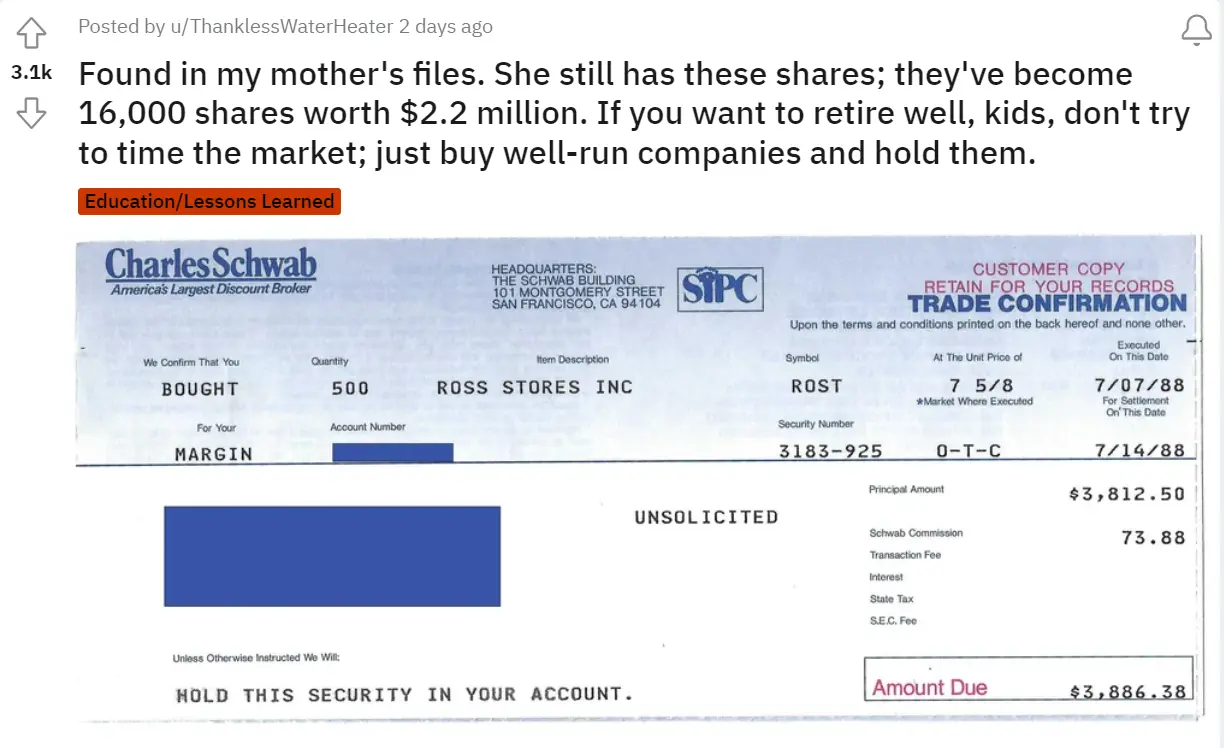 Posted by u/ThanklessWaterHeater 2 days ago
3.1k
Found in my mother's files. She still has these shares; they've become
16,000 shares worth $2.2 million. If you want to retire well, kids, don't try
to time the market; just buy well-run companies and hold them.
Education/Lessons Learned
Charles Schwab
America's Largest Discount Broker
HEADQUARTERS:
THE SCHWAB BUILDING
101 MONTGOMERY STREET
SAN FRANCISCO, CA 94104
SIPC
CUSTOMER COPY
RETAIN FOR YOUR RECORDS
TRADE CONFIRMATION
Upon the terms and conditions printed on the back hereof and none other.
We Confirm That You Quantity Item Description Symbol At The Unit Price of Executed On This Date
BOUGHT 500 ROSS STORES INC ROST 7 5/8 7/07/88
For Your Account Number Security Number *Market Where Executed For Settlement On This Date
MARGIN 3183-925 O-T-C 7/14/88
Principal Amount $3,812.50
UNSOLICITED
Schwab Commission 73.88
Transaction Fee
Interest
State Tax
S.E.C. Fee
Unless Otherwise Instructed We Will:
HOLD THIS SECURITY IN YOUR ACCOUNT.
Amount Due $3,886.38